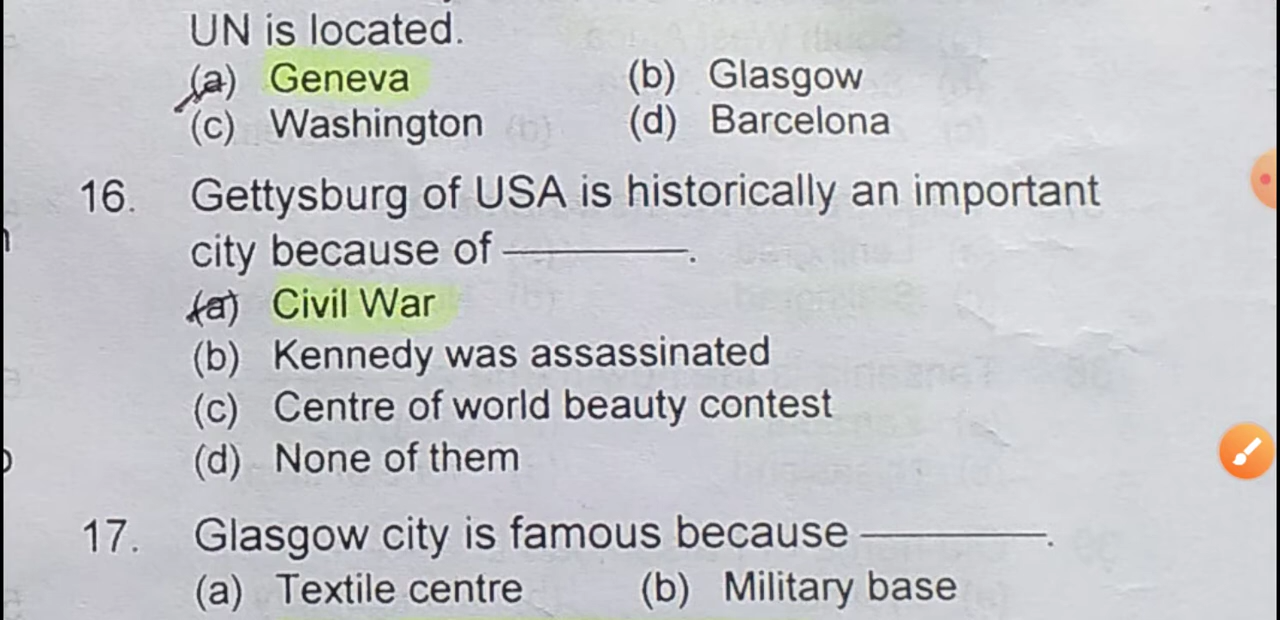 UN is located.
(a) Geneva (b) Glasgow
(c) Washington (d) Barcelona
16. Gettysburg of USA is historically an important
city because of ————.
(a) Civil War
(b) Kennedy was assassinated
(c) Centre of world beauty contest
(d) None of them
17. Glasgow city is famous because ————.
(a) Textile centre (b) Military base